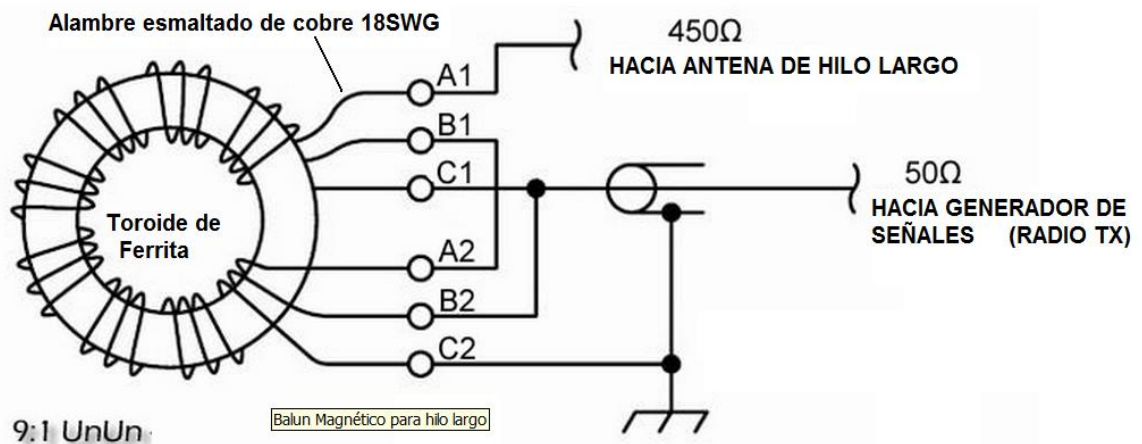 Alambre esmaltado de cobre 18SWG
450Ω
HACIA ANTENA DE HILO LARGO
A1
B1
C1
50Ω
HACIA GENERADOR DE
SEÑALES (RADIO TX)
Toroide de
Ferrita
A2
B2
C2
Balun Magnético para hilo largo
9:1 UnUn